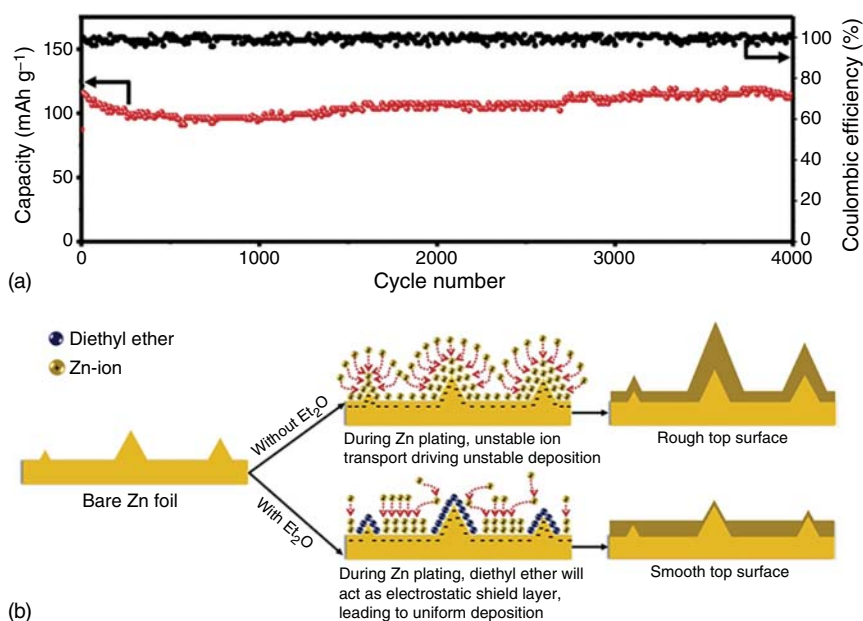 150
100
50
0
Capacity (mAh g⁻¹)
100
80
60
40
20
0
Coulombic efficiency (%)
0
1000
2000
3000
4000
Cycle number
(a)
Diethyl ether
Zn-ion
Bare Zn foil
Without Et₂O
With Et₂O
During Zn plating, unstable ion
transport driving unstable deposition
Rough top surface
During Zn plating, diethyl ether will
act as electrostatic shield layer,
leading to uniform deposition
Smooth top surface
(b)